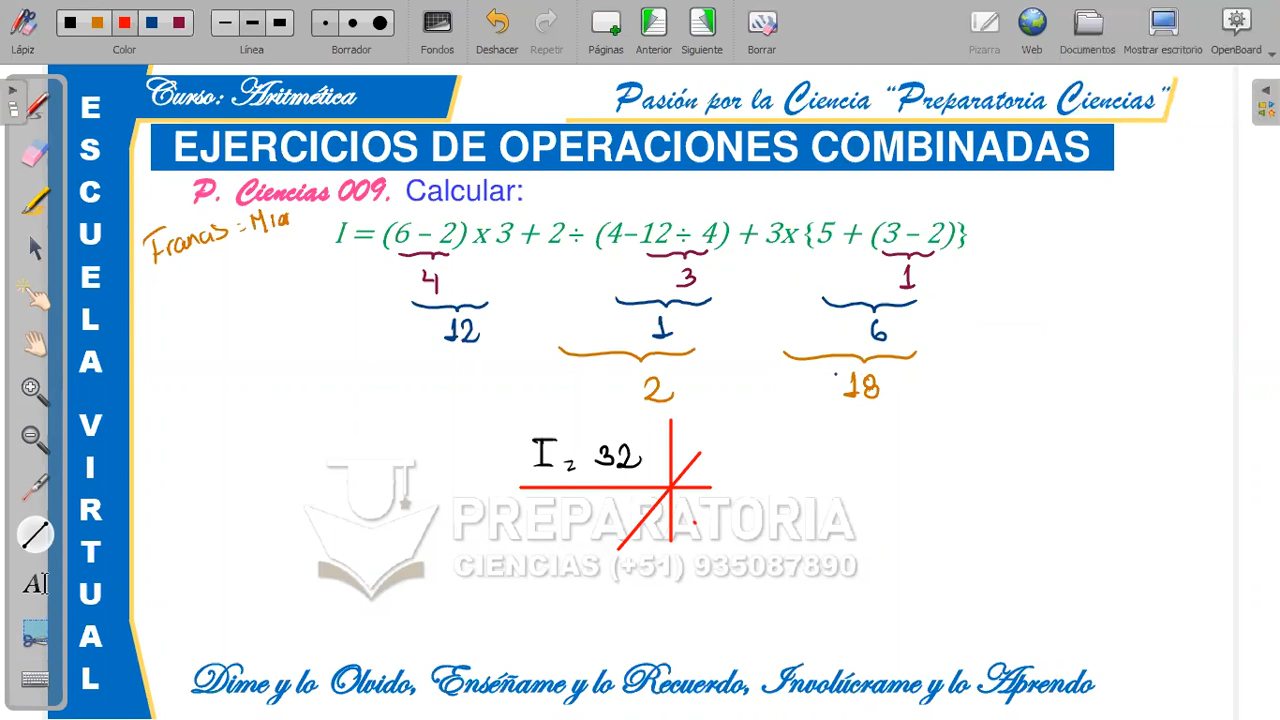 Lápiz
Color
Línea
Borrador
Fondos
Deshacer
Repetir
Páginas
Anterior
Siguiente
Borrar
Pizarra
Web
Documentos
Mostrar escritorio
OpenBoard
ESCUELA VIRTUAL
Curso: Aritmética
Pasión por la Ciencia “Preparatoria Ciencias”
EJERCICIOS DE OPERACIONES COMBINADAS
P. Ciencias 009. Calcular:
I = (6 − 2) x 3 + 2 ÷ (4−12 ÷ 4) + 3x {5 + (3 − 2)}
4 3 1
12 1 6
2 18
I = 32
PREPARATORIA
CIENCIAS (+51) 935087890
Dime y lo Olvido, Enséñame y lo Recuerdo, Involúcrame y lo Aprendo